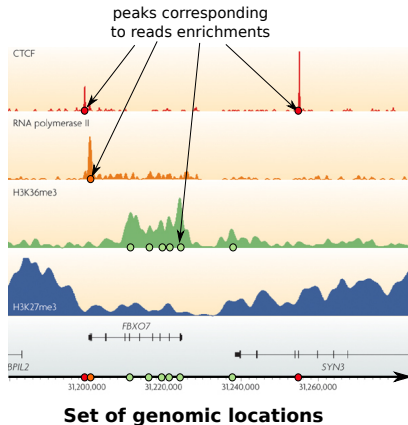 peaks corresponding
to reads enrichments
CTCF
RNA polymerase II
H3K36me3
H3K27me3
FBXO7
BPIL2
SYN3
31,200,000 31,220,000 31,240,000 31,260,000
Set of genomic locations